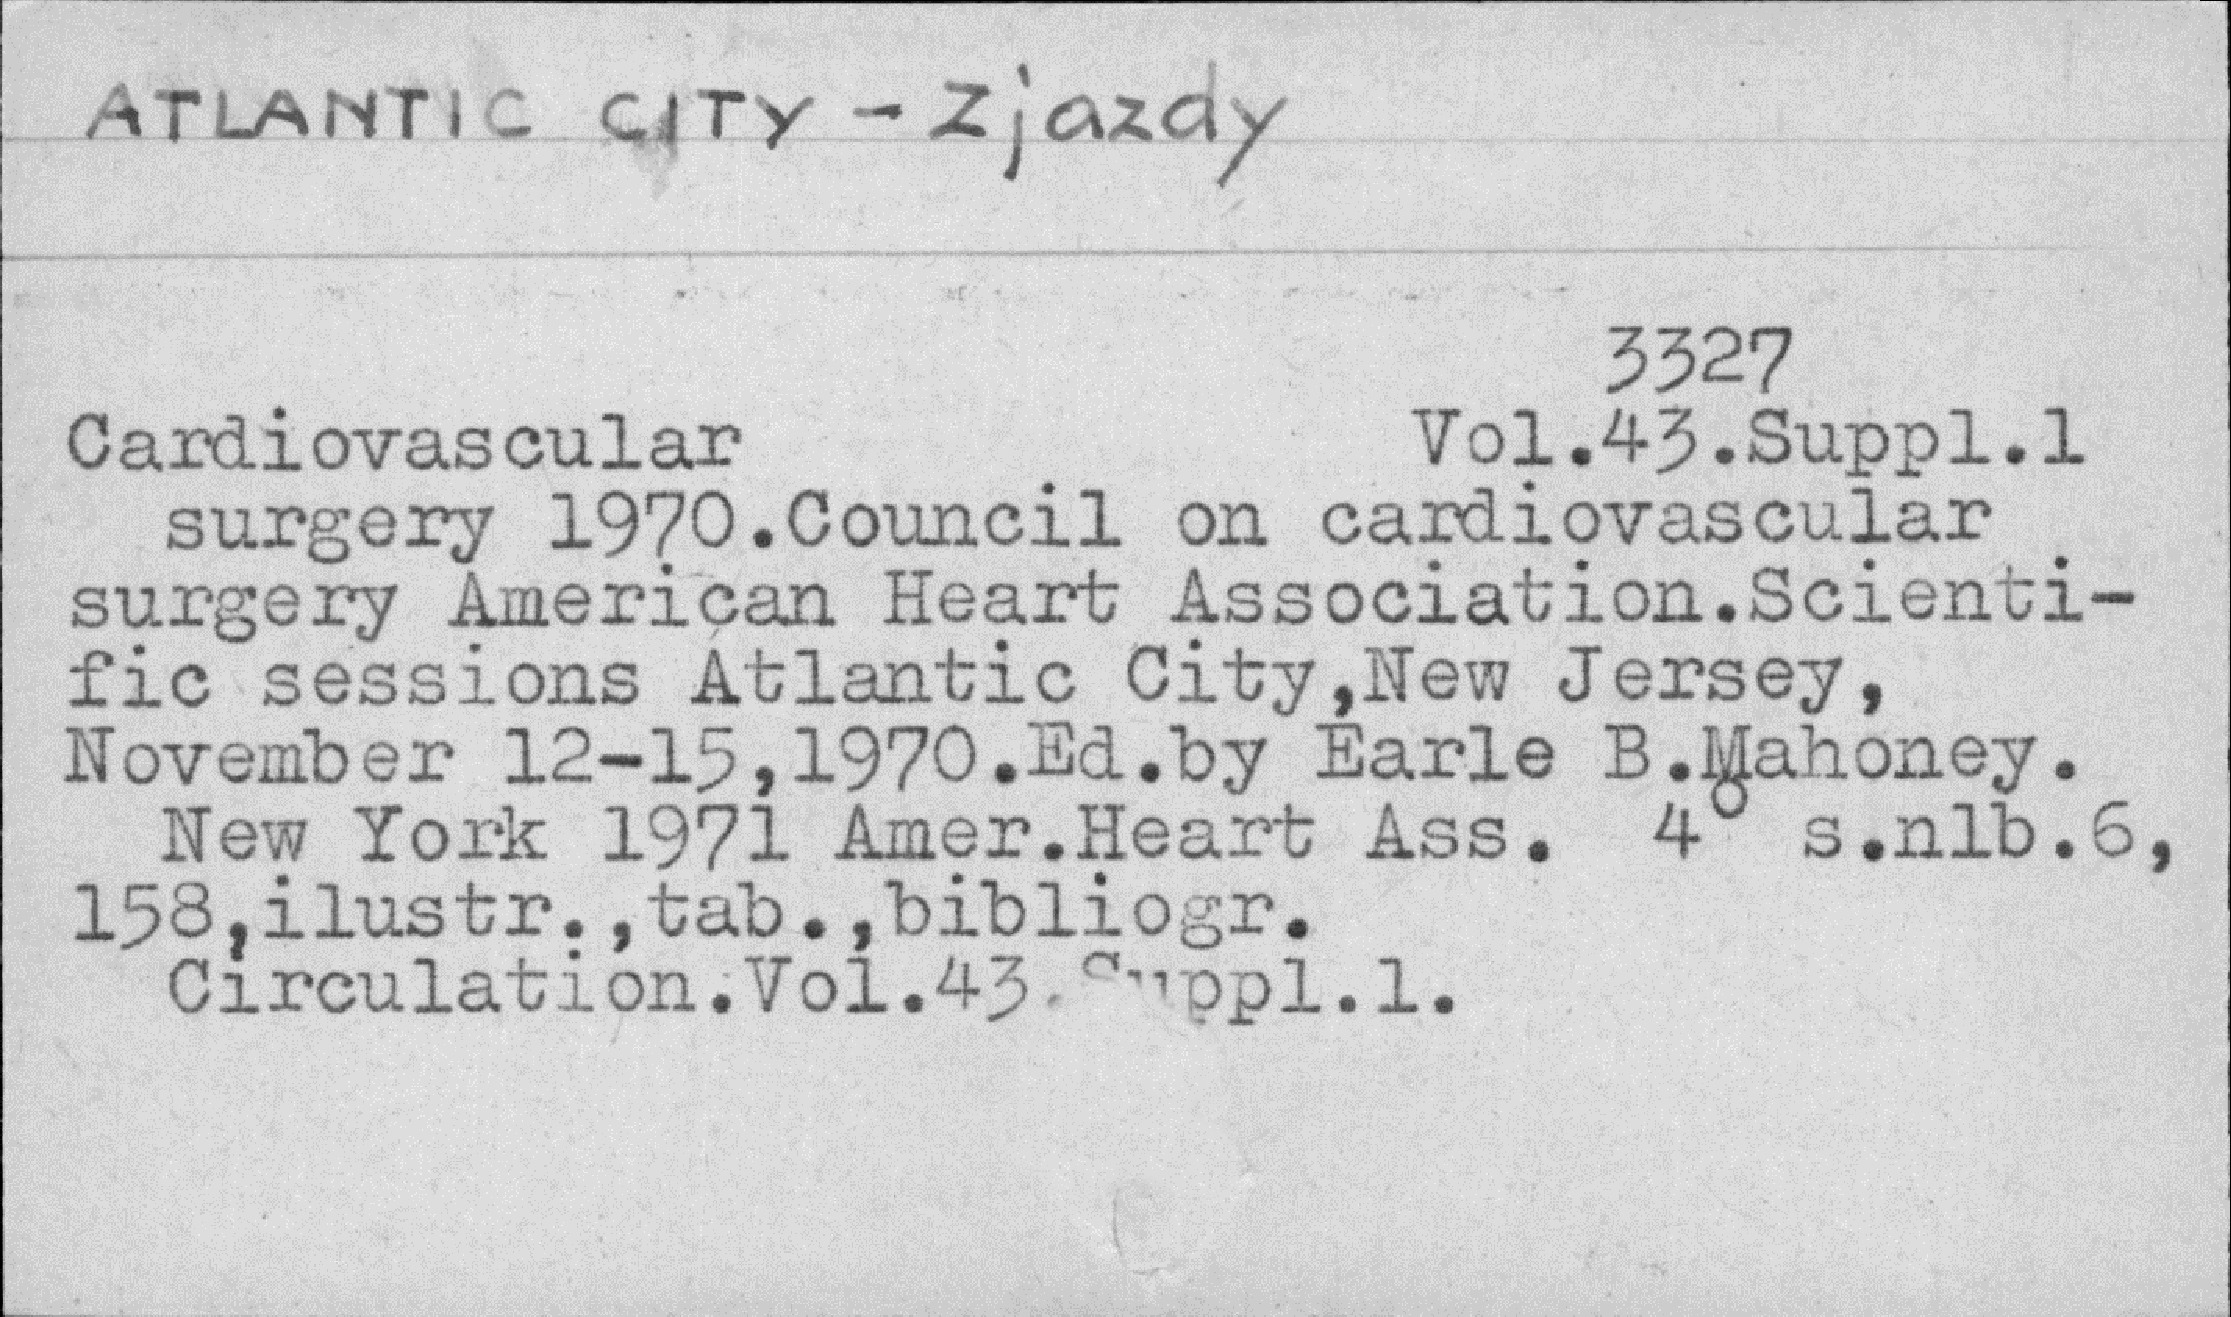 ATLANTIC CITY - Zjazdy
3327
Cardiovascular Vol.43.Suppl.1
surgery 1970.Council on cardiovascular
surgery American Heart Association.Scienti-
fic sessions Atlantic City,New Jersey,
November 12-15,1970.Ed.by Earle B.Mahoney.
New York 1971 Amer.Heart Ass. 4° s.nlb.6,
158,ilustr.,tab.,bibliogr.
Circulation.Vol.43.Suppl.1.